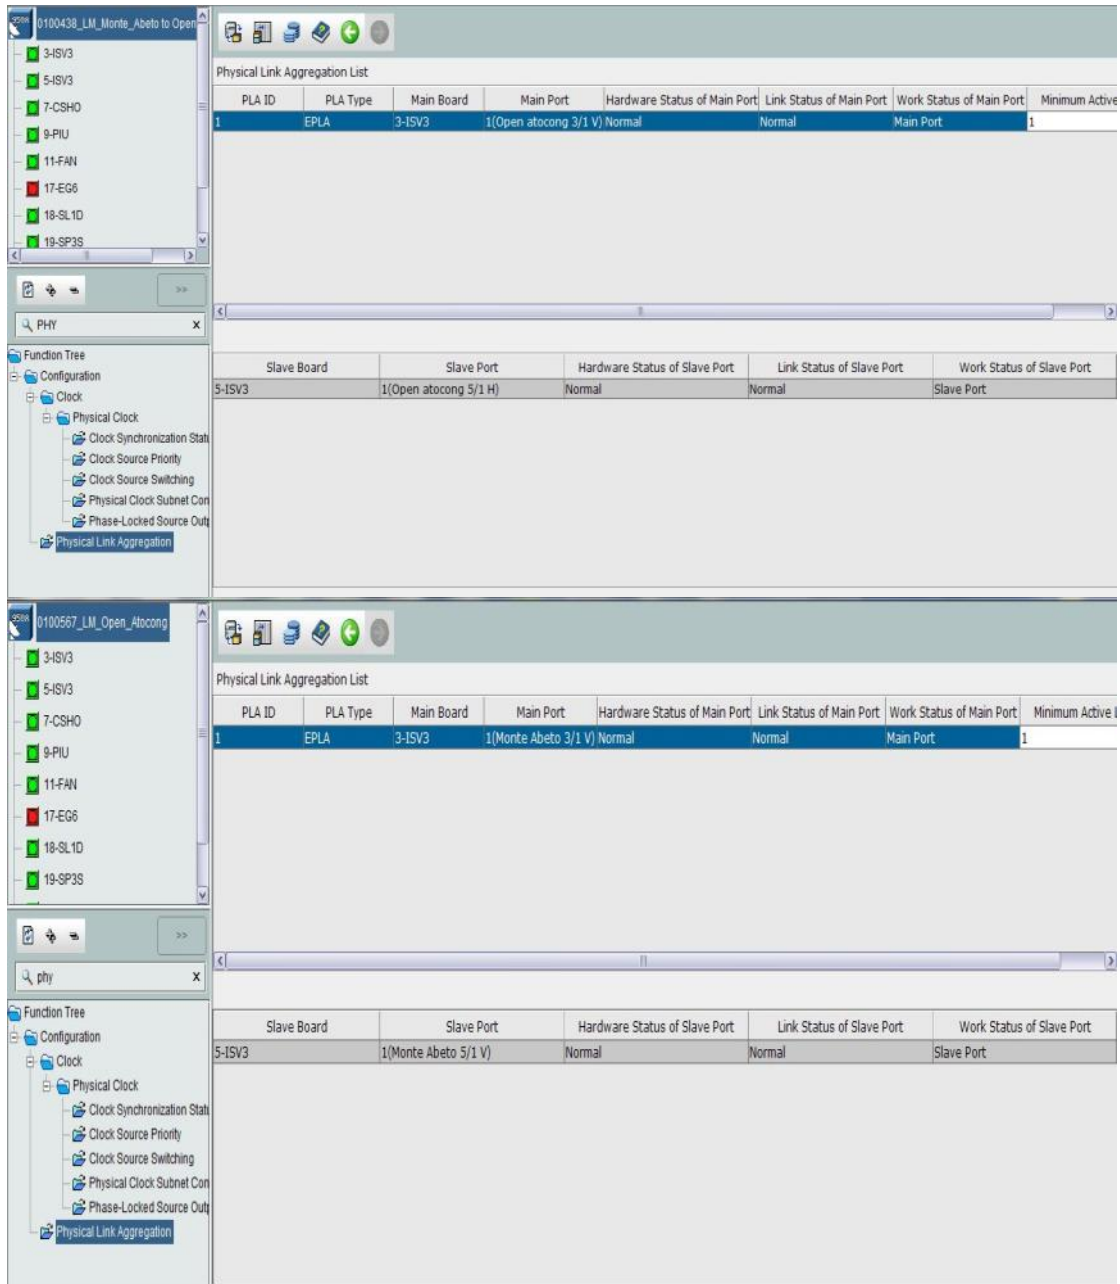 0100438_LM_Monte_Abeto to Open
3-ISV3
5-ISV3
7-CSHO
9-PIU
11-FAN
17-EG6
18-SL1D
19-SP3S
>>
PHY x
Function Tree
Configuration
Clock
Physical Clock
Clock Synchronization Statu
Clock Source Priority
Clock Source Switching
Physical Clock Subnet Con
Phase-Locked Source Outp
Physical Link Aggregation
Physical Link Aggregation List
PLA ID PLA Type Main Board Main Port Hardware Status of Main Port Link Status of Main Port Work Status of Main Port Minimum Active
1 EPLA 3-ISV3 1(Open atocong 3/1 V) Normal Normal Main Port 1
Slave Board Slave Port Hardware Status of Slave Port Link Status of Slave Port Work Status of Slave Port
5-ISV3 1(Open atocong 5/1 H) Normal Normal Slave Port
0100567_LM_Open_Atocong
3-ISV3
5-ISV3
7-CSHO
9-PIU
11-FAN
17-EG6
18-SL1D
19-SP3S
>>
phy x
Function Tree
Configuration
Clock
Physical Clock
Clock Synchronization Statu
Clock Source Priority
Clock Source Switching
Physical Clock Subnet Con
Phase-Locked Source Outp
Physical Link Aggregation
Physical Link Aggregation List
PLA ID PLA Type Main Board Main Port Hardware Status of Main Port Link Status of Main Port Work Status of Main Port Minimum Active L
1 EPLA 3-ISV3 1(Monte Abeto 3/1 V) Normal Normal Main Port 1
Slave Board Slave Port Hardware Status of Slave Port Link Status of Slave Port Work Status of Slave Port
5-ISV3 1(Monte Abeto 5/1 V) Normal Normal Slave Port